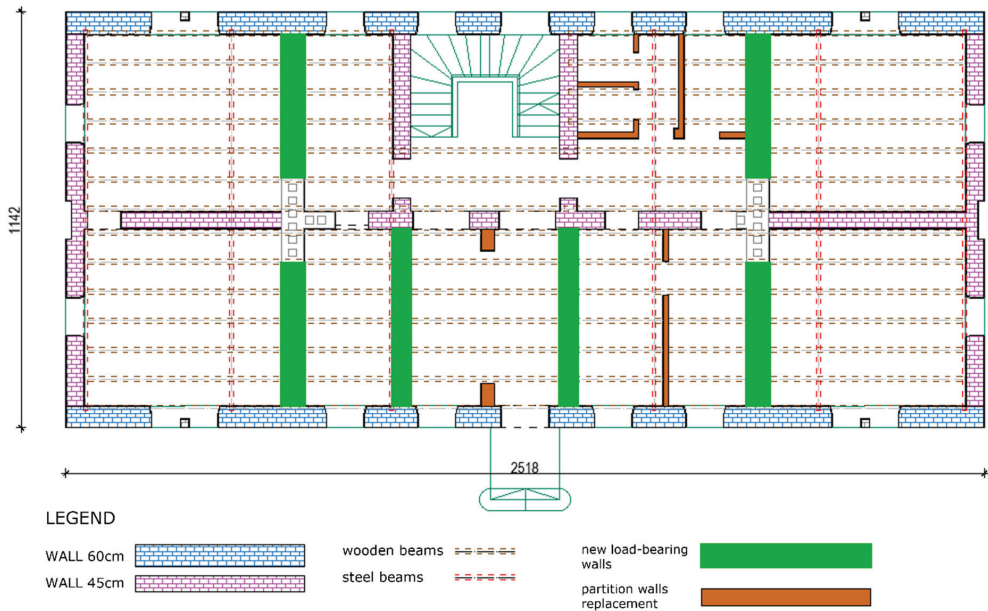 1142
2518
LEGEND
WALL 60cm
WALL 45cm
wooden beams
steel beams
new load-bearing
walls
partition walls
replacement